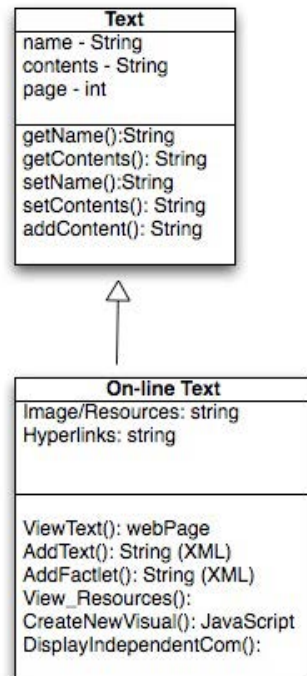 Text
name - String
contents - String
page - int
getName():String
getContents(): String
setName():String
setContents(): String
addContent(): String
On-line Text
Image/Resources: string
Hyperlinks: string
ViewText(): webPage
AddText(): String (XML)
AddFactlet(): String (XML)
View_Resources():
CreateNewVisual(): JavaScript
DisplayIndependentCom():